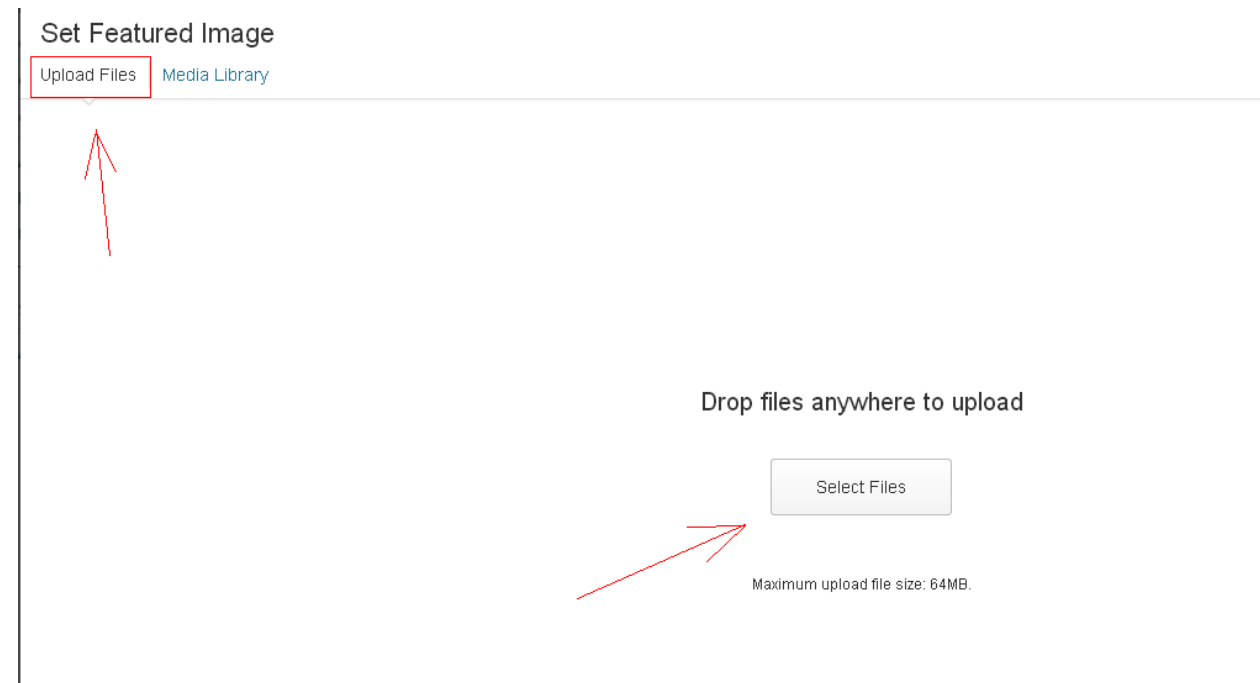 Set Featured Image
Upload Files Media Library
Drop files anywhere to upload
Select Files
Maximum upload file size: 64MB.